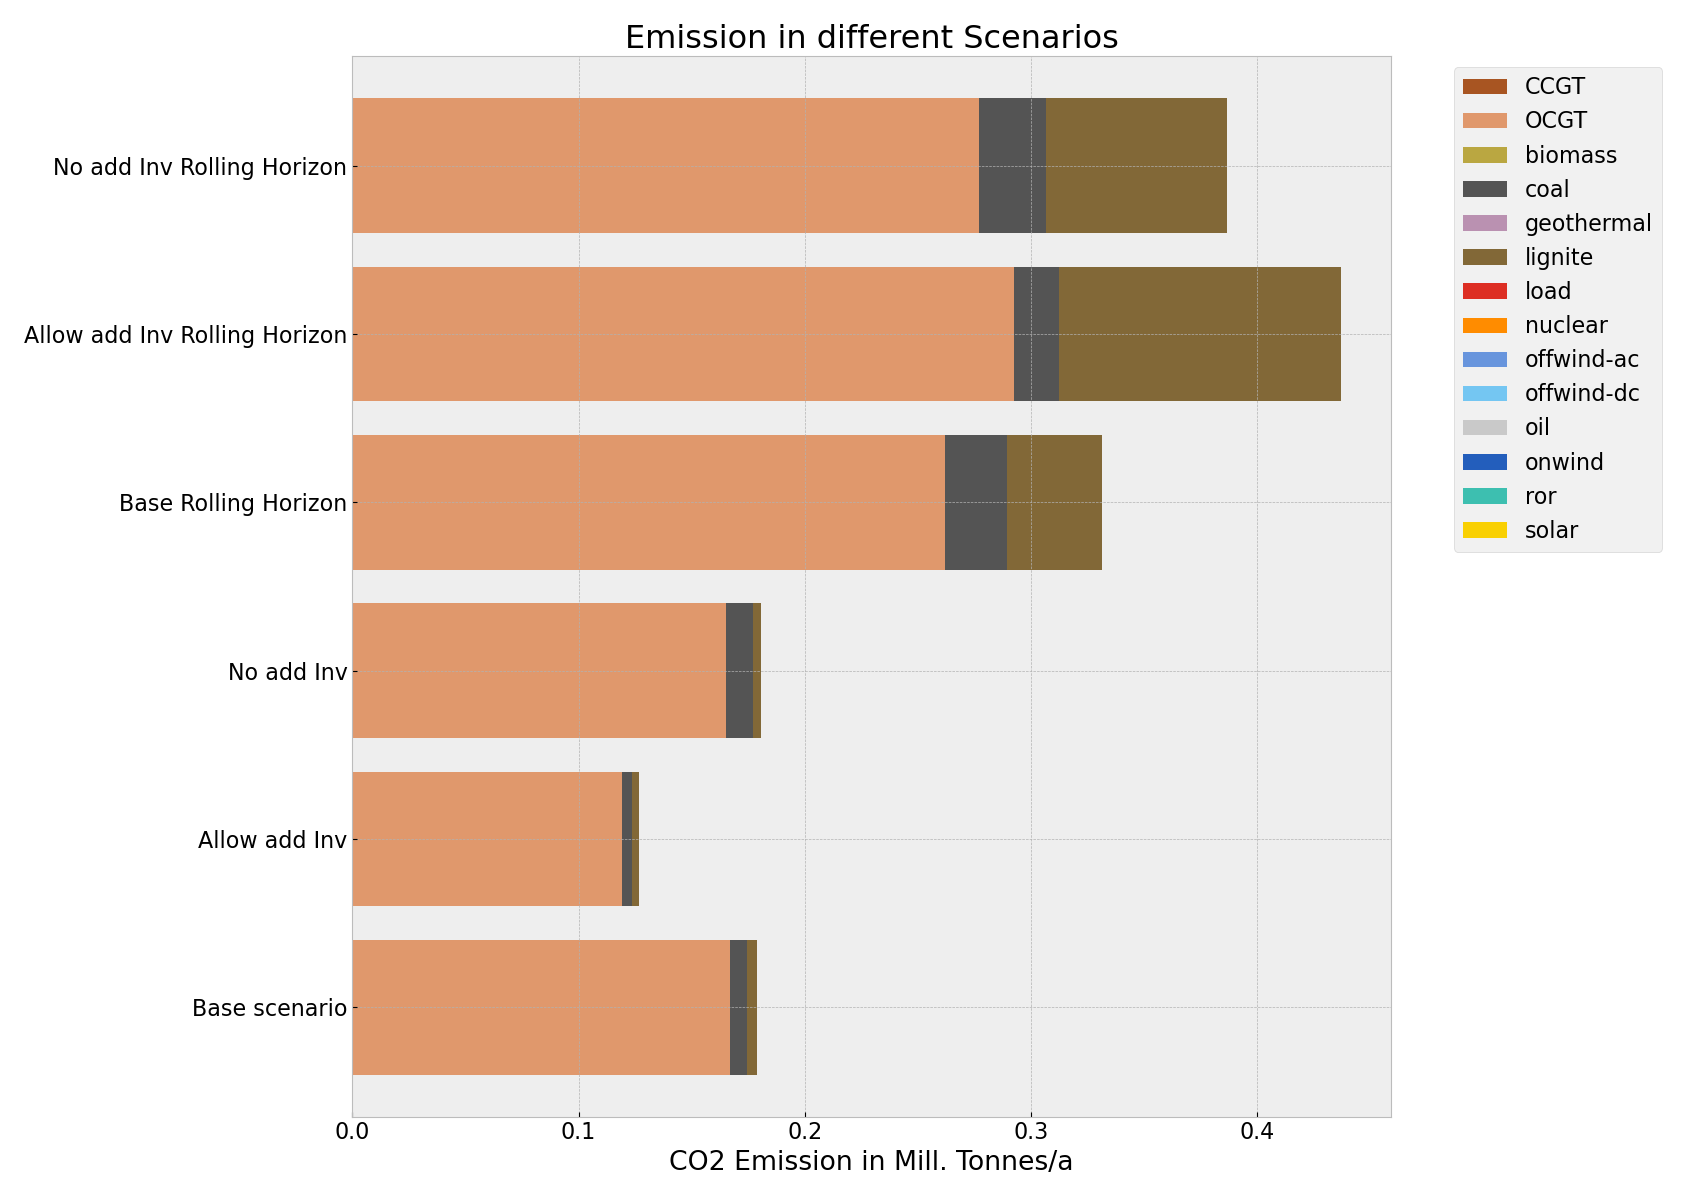 Emission in different Scenarios
No add Inv Rolling Horizon
Allow add Inv Rolling Horizon
Base Rolling Horizon
No add Inv
Allow add Inv
Base scenario
0.0 0.1 0.2 0.3 0.4
CO2 Emission in Mill. Tonnes/a
CCGT
OCGT
biomass
coal
geothermal
lignite
load
nuclear
offwind-ac
offwind-dc
oil
onwind
ror
solar